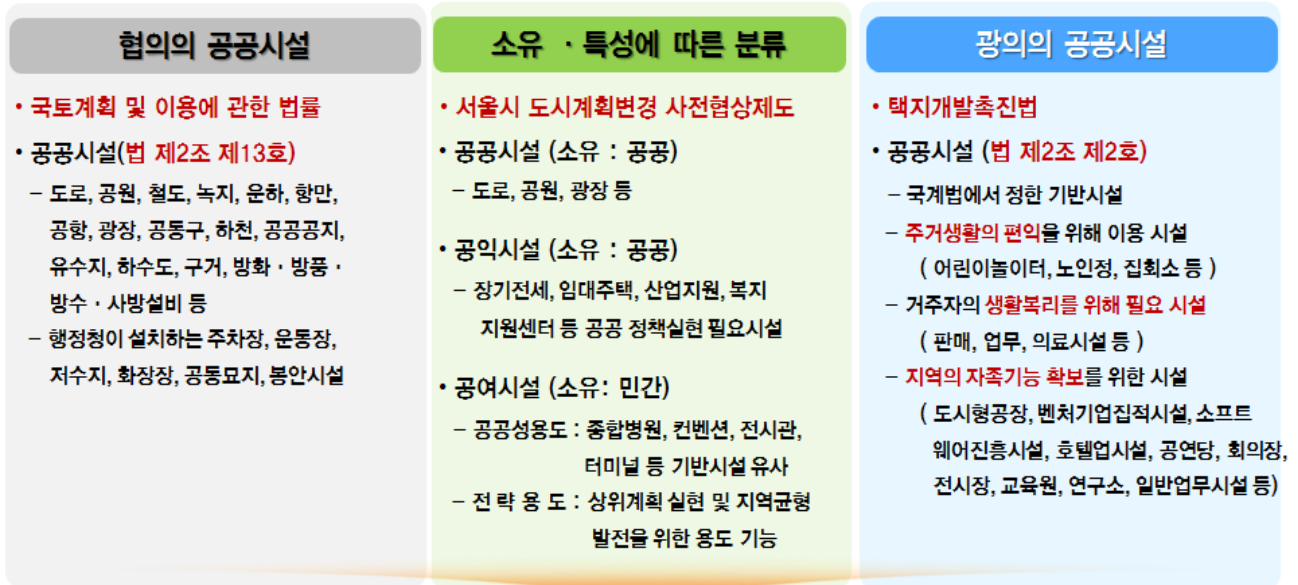 협의의 공공시설
• 국토계획 및 이용에 관한 법률
• 공공시설(법 제2조 제13호)
– 도로, 공원, 철도, 녹지, 운하, 항만,
공항, 광장, 공동구, 하천, 공공공지,
유수지, 하수도, 구거, 방화・방풍・
방수・사방설비 등
– 행정청이 설치하는 주차장, 운동장,
저수지, 화장장, 공동묘지, 봉안시설
소유 ・특성에 따른 분류
• 서울시 도시계획변경 사전협상제도
• 공공시설 (소유 : 공공)
– 도로, 공원, 광장 등
• 공익시설 (소유 : 공공)
– 장기전세, 임대주택, 산업지원, 복지
지원센터 등 공공 정책실현 필요시설
• 공여시설 (소유: 민간)
– 공공성용도 : 종합병원, 컨벤션, 전시관,
터미널 등 기반시설 유사
– 전 략 용 도 : 상위계획 실현 및 지역균형
발전을 위한 용도 기능
광의의 공공시설
• 택지개발촉진법
• 공공시설 (법 제2조 제2호)
– 국계법에서 정한 기반시설
– 주거생활의 편익을 위해 이용 시설
( 어린이놀이터, 노인정, 집회소 등 )
– 거주자의 생활복리를 위해 필요 시설
( 판매, 업무, 의료시설 등 )
– 지역의 자족기능 확보를 위한 시설
( 도시형공장, 벤처기업집적시설, 소프트
웨어진흥시설, 호텔업시설, 공연당, 회의장,
전시장, 교육원, 연구소, 일반업무시설 등)